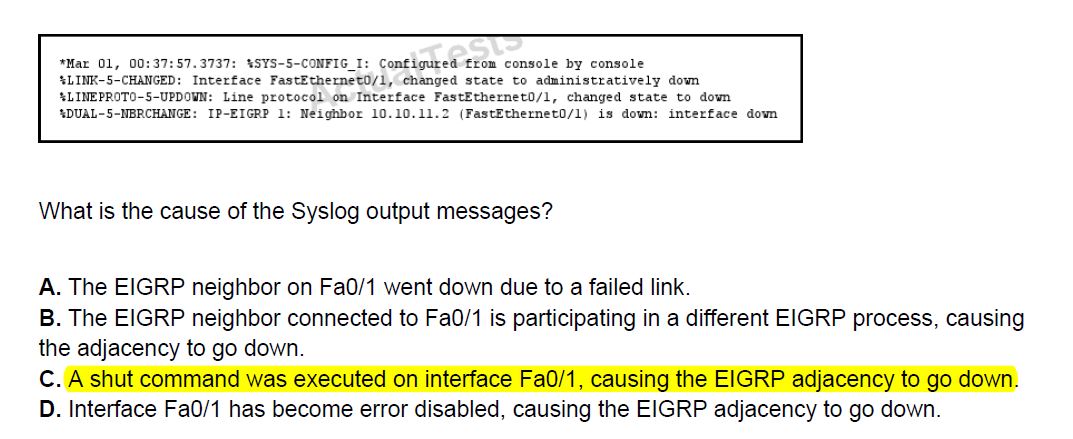 *Mar 01, 00:37:57.3737: %SYS-5-CONFIG_I: Configured from console by console
%LINK-5-CHANGED: Interface FastEthernet0/1, changed state to administratively down
%LINEPROTO-5-UPDOWN: Line protocol on Interface FastEthernet0/1, changed state to down
%DUAL-5-NBRCHANGE: IP-EIGRP 1: Neighbor 10.10.11.2 (FastEthernet0/1) is down: interface down
ActualTests
What is the cause of the Syslog output messages?
A. The EIGRP neighbor on Fa0/1 went down due to a failed link.
B. The EIGRP neighbor connected to Fa0/1 is participating in a different EIGRP process, causing
the adjacency to go down.
C. A shut command was executed on interface Fa0/1, causing the EIGRP adjacency to go down.
D. Interface Fa0/1 has become error disabled, causing the EIGRP adjacency to go down.